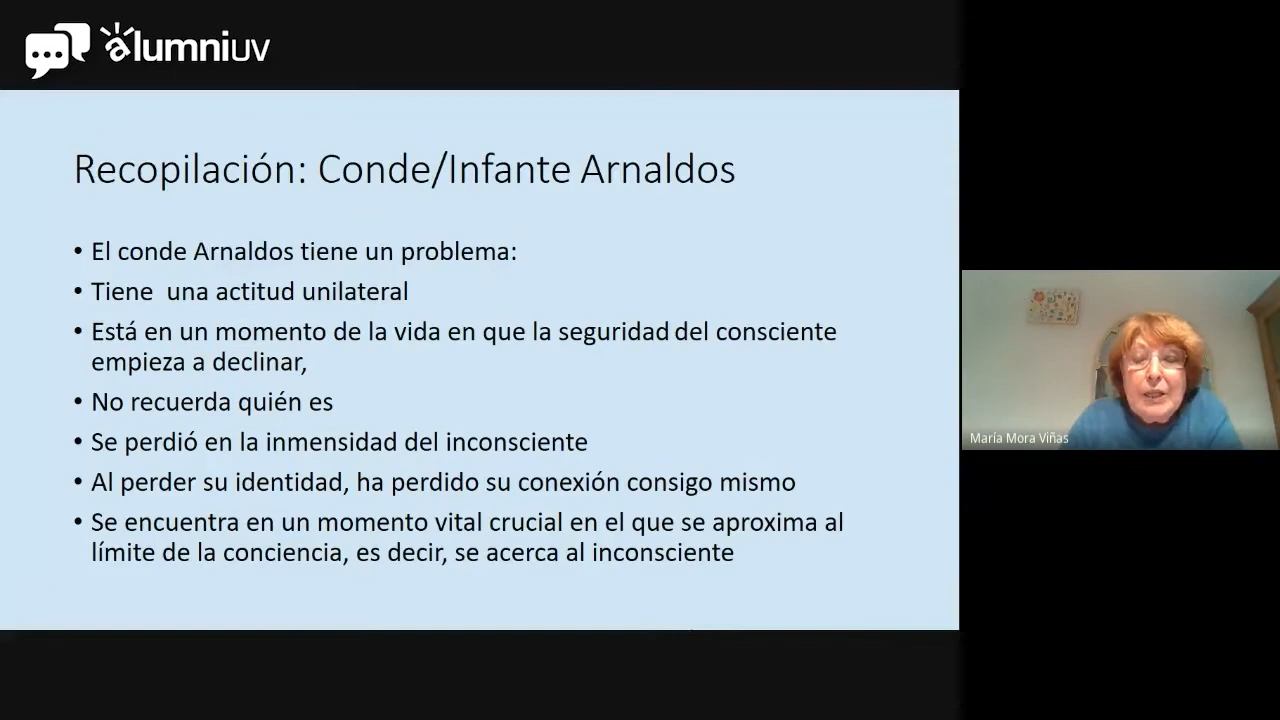 alumniuv
Recopilación: Conde/Infante Arnaldos
• El conde Arnaldos tiene un problema:
• Tiene una actitud unilateral
• Está en un momento de la vida en que la seguridad del consciente
empieza a declinar,
• No recuerda quién es
• Se perdió en la inmensidad del inconsciente
• Al perder su identidad, ha perdido su conexión consigo mismo
• Se encuentra en un momento vital crucial en el que se aproxima al
límite de la conciencia, es decir, se acerca al inconsciente
María Mora Viñas